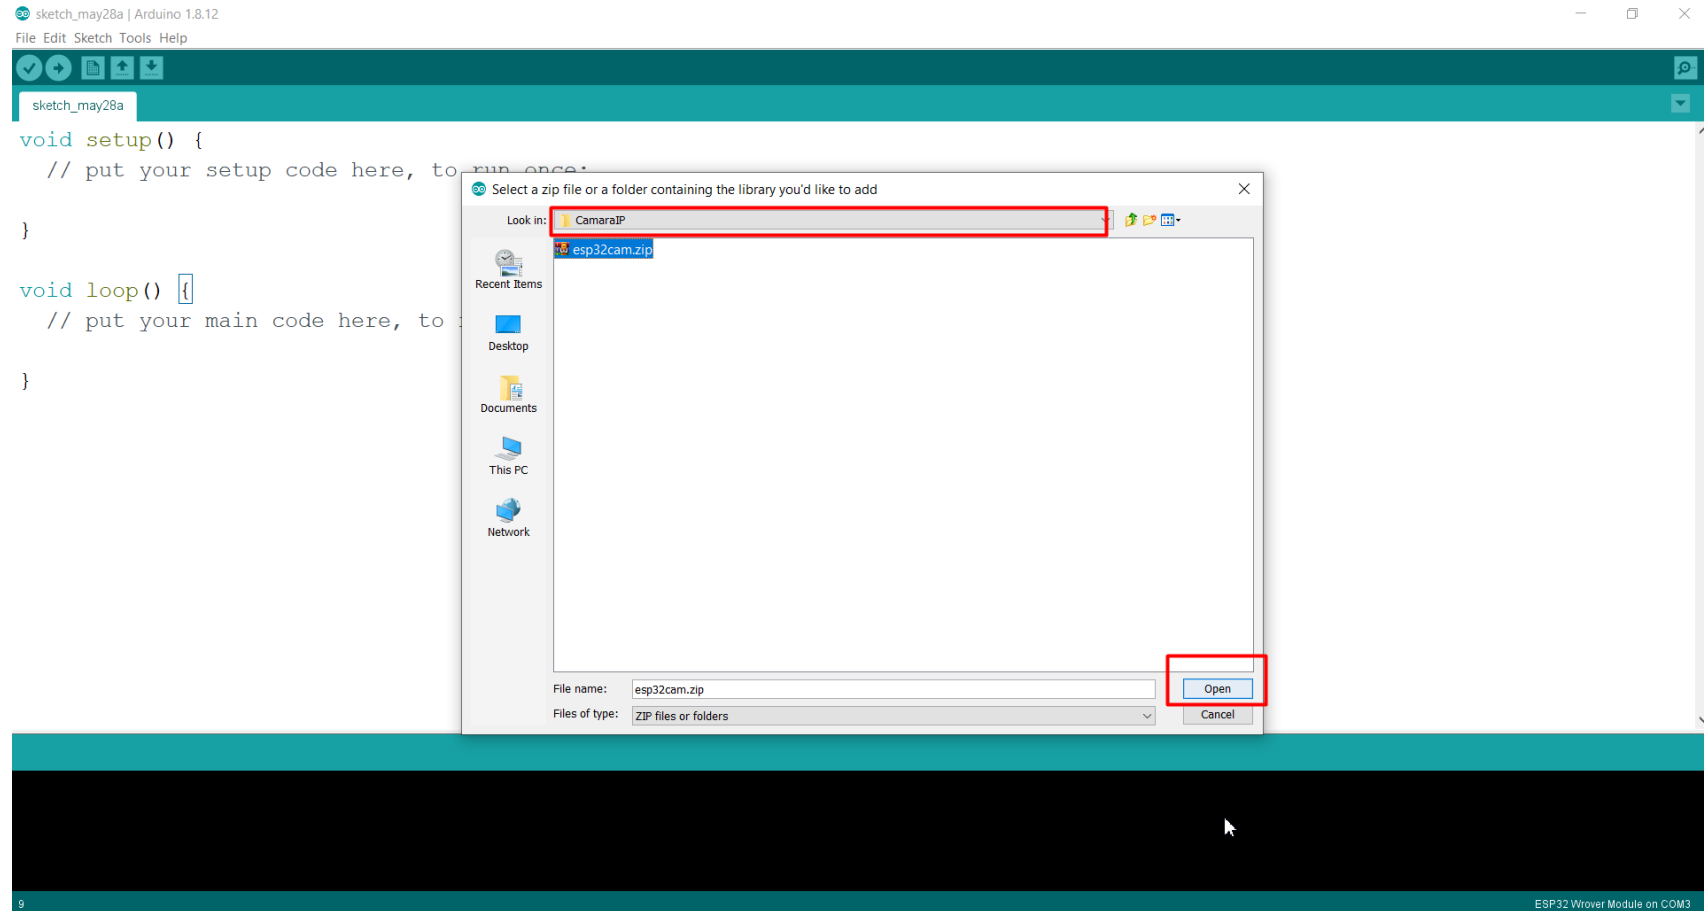 sketch_may28a | Arduino 1.8.12
File Edit Sketch Tools Help
sketch_may28a
void setup() {
// put your setup code here, to run once:
}
void loop() {
// put your main code here, to
}
Select a zip file or a folder containing the library you'd like to add
Look in: CamaraIP
esp32cam.zip
Recent Items
Desktop
Documents
This PC
Network
File name: esp32cam.zip
Open
Files of type: ZIP files or folders
Cancel
9
ESP32 Wrover Module on COM3